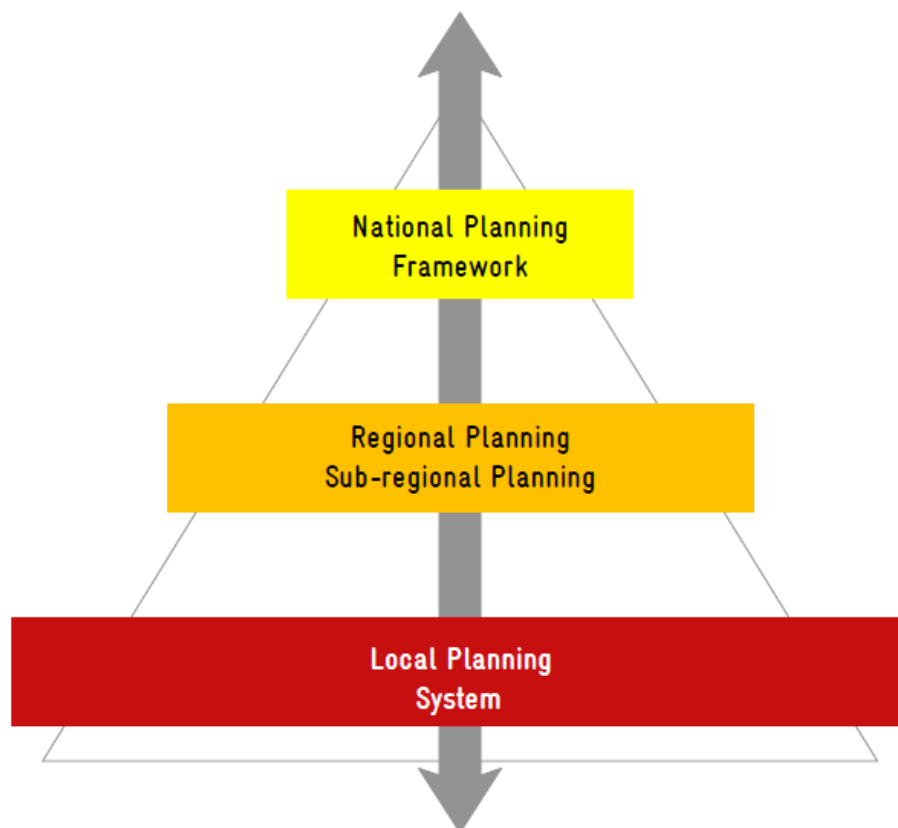 National Planning
Framework
Regional Planning
Sub-regional Planning
Local Planning
System